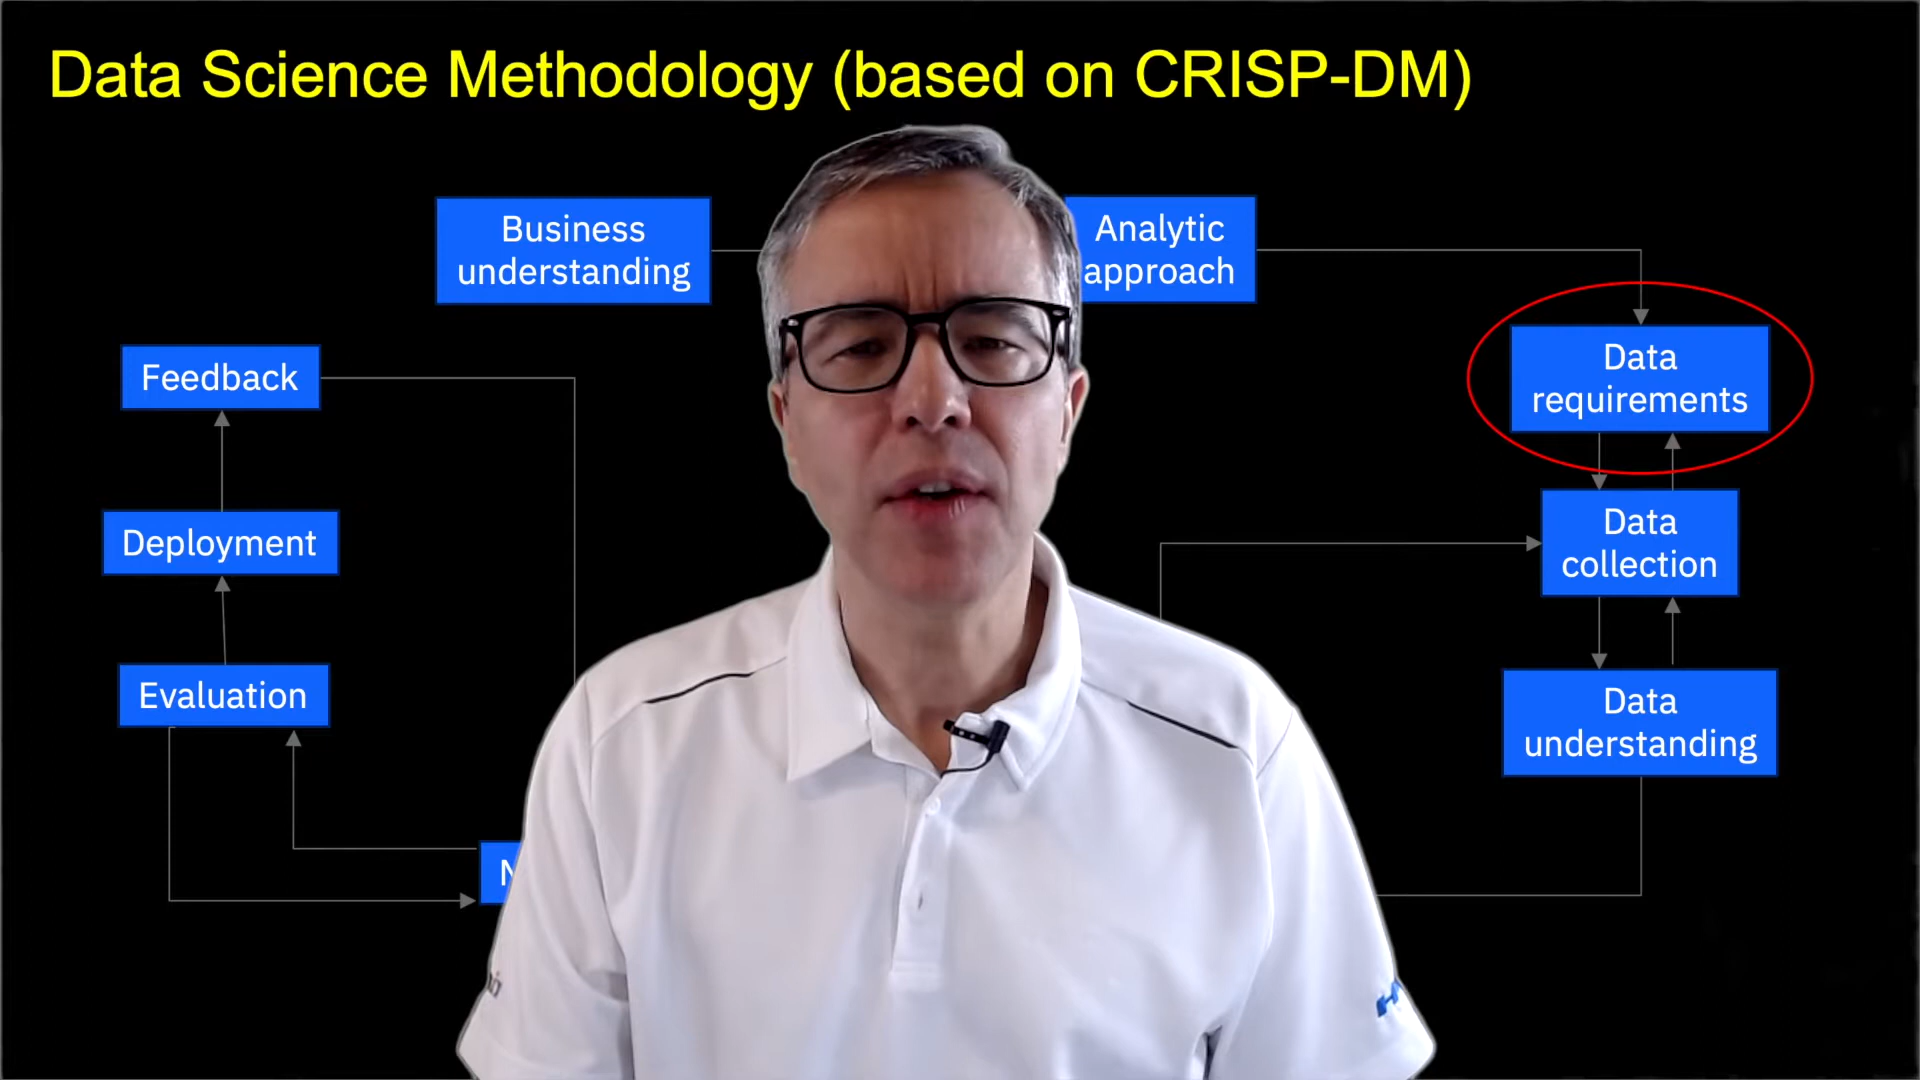 Data Science Methodology (based on CRISP-DM)
Business
understanding
Analytic
approach
Feedback
Data
requirements
Deployment
Data
collection
Evaluation
Data
understanding